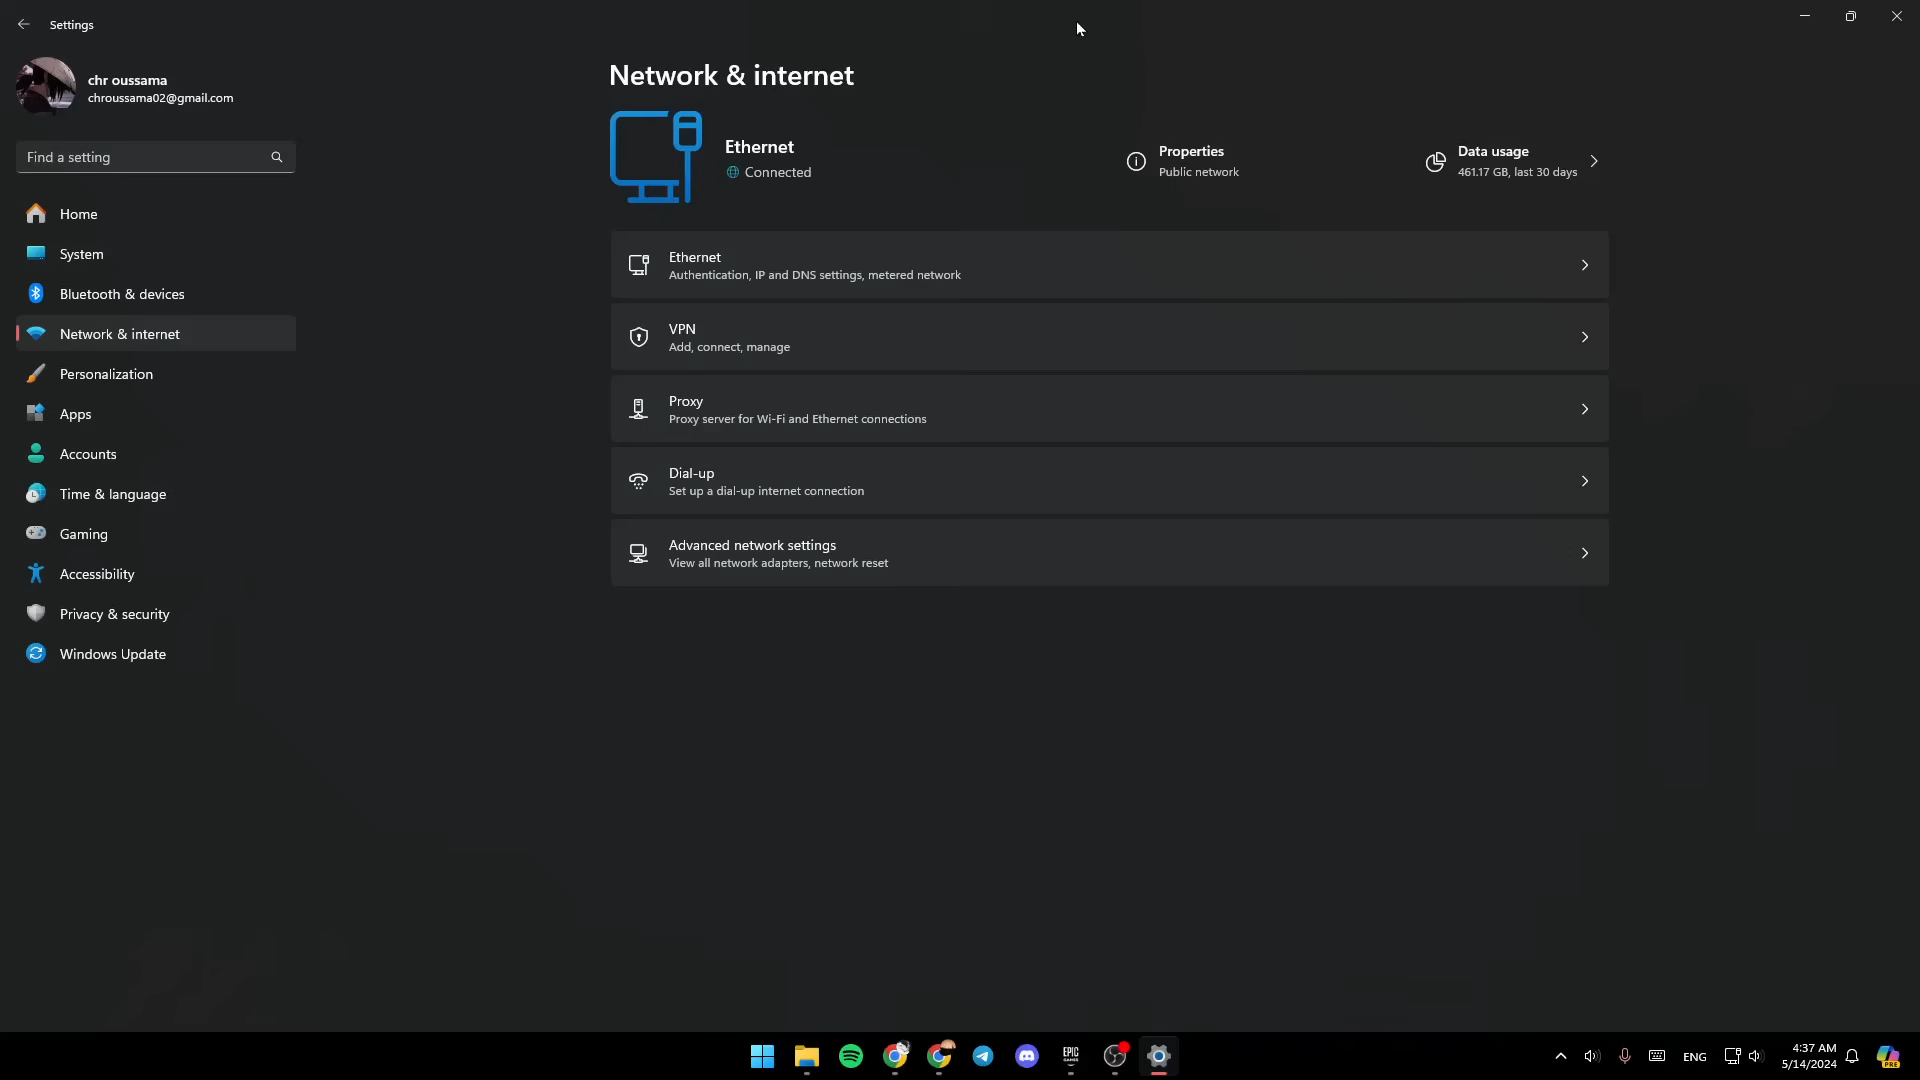 Settings
chr oussama
chroussama02@gmail.com
Find a setting
Home
System
Bluetooth & devices
Network & internet
Personalization
Apps
Accounts
Time & language
Gaming
Accessibility
Privacy & security
Windows Update
Network & internet
Ethernet
Connected
Properties
Public network
Data usage
461.17 GB, last 30 days
Ethernet
Authentication, IP and DNS settings, metered network
VPN
Add, connect, manage
Proxy
Proxy server for Wi-Fi and Ethernet connections
Dial-up
Set up a dial-up internet connection
Advanced network settings
View all network adapters, network reset
EPIC
GAMES
ENG
4:37 AM
5/14/2024
PRE